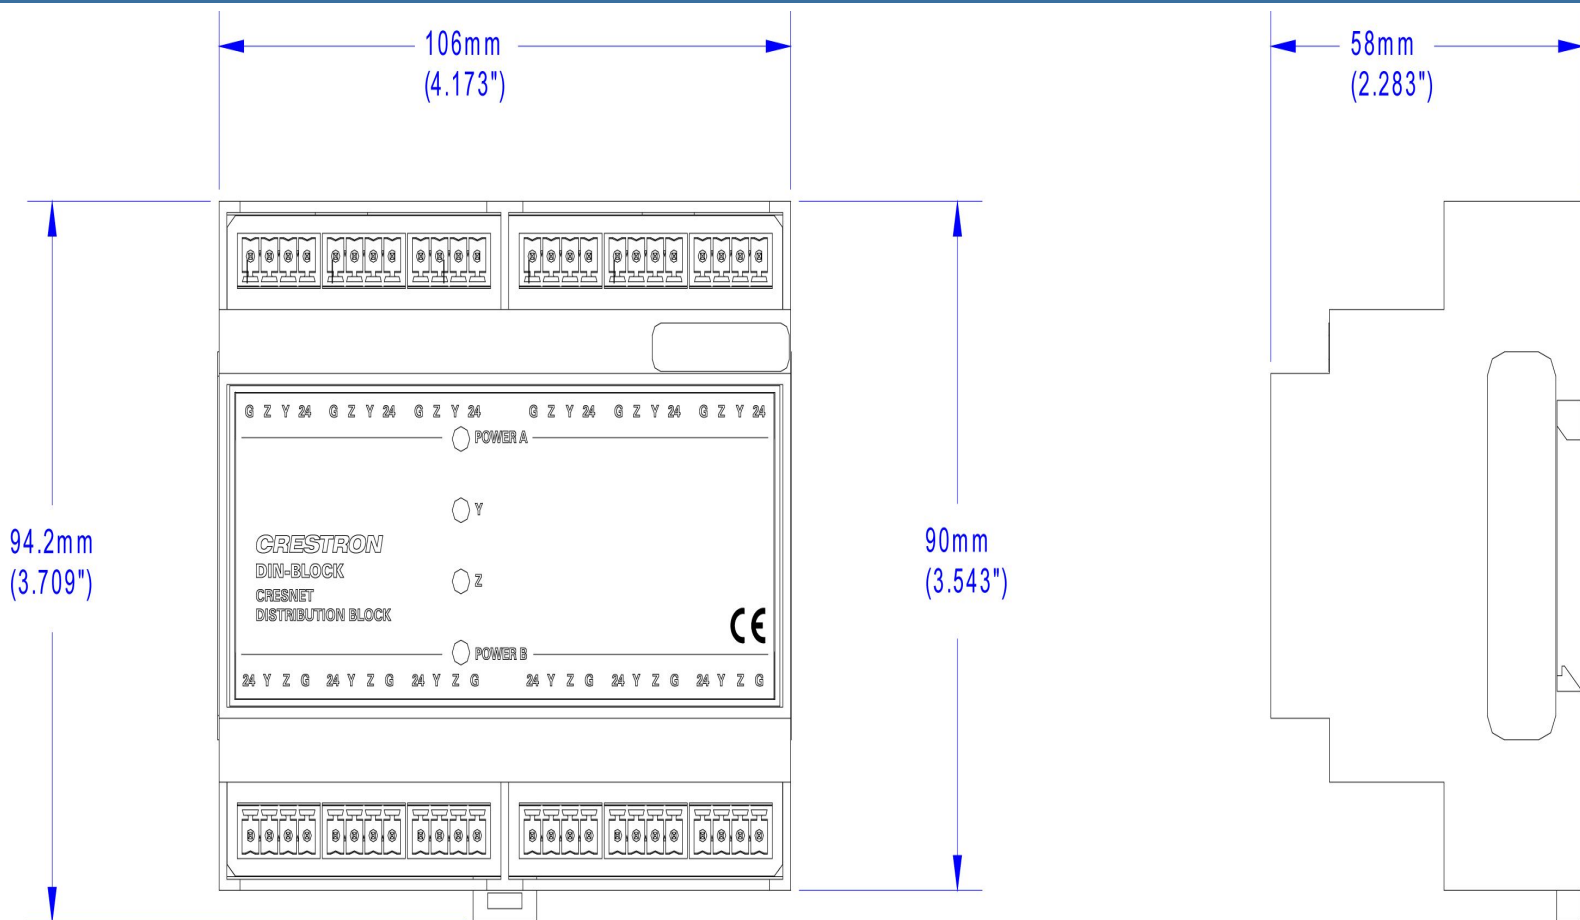 106mm
(4.173")
58mm
(2.283")
G Z Y 24 G Z Y 24 G Z Y 24 G Z Y 24 G Z Y 24 G Z Y 24
POWER A
Y
94.2mm
(3.709")
90mm
(3.543")
CRESTRON
DIN-BLOCK
Z
CRESNET
DISTRIBUTION BLOCK
CE
POWER B
24 Y Z G 24 Y Z G 24 Y Z G 24 Y Z G 24 Y Z G 24 Y Z G